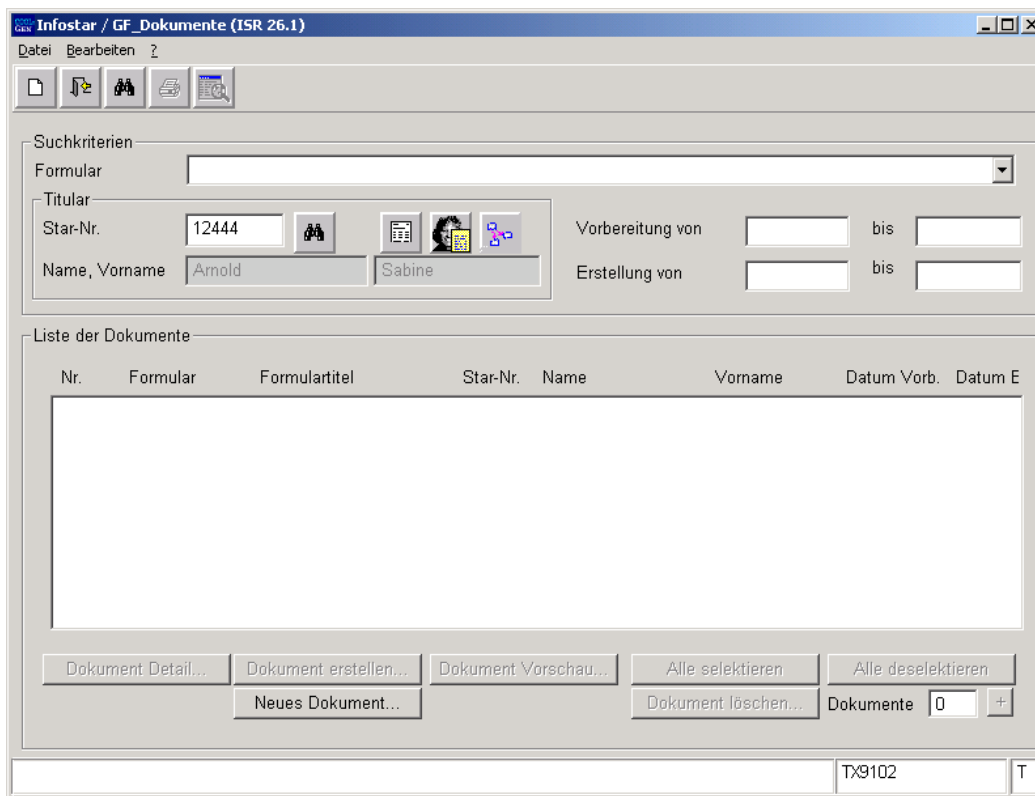 COOL: GEN Infostar / GF_Dokumente (ISR 26.1)
Datei Bearbeiten ?
Suchkriterien
Formular
Titular
Star-Nr. 12444 Vorbereitung von bis
Name, Vorname Arnold Sabine Erstellung von bis
Liste der Dokumente
Nr. Formular Formulartitel Star-Nr. Name Vorname Datum Vorb. Datum E
Dokument Detail... Dokument erstellen... Dokument Vorschau... Alle selektieren Alle deselektieren
Neues Dokument... Dokument löschen... Dokumente 0 +
TX9102 T